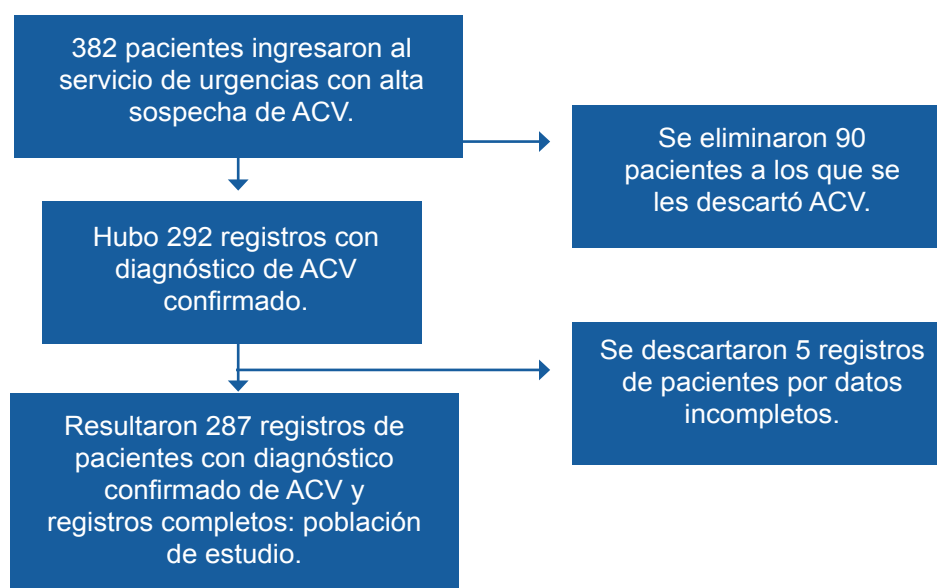 382 pacientes ingresaron al
servicio de urgencias con alta
sospecha de ACV.
Se eliminaron 90
pacientes a los que se
les descartó ACV.
Hubo 292 registros con
diagnóstico de ACV
confirmado.
Se descartaron 5 registros
de pacientes por datos
incompletos.
Resultaron 287 registros de
pacientes con diagnóstico
confirmado de ACV y
registros completos: población
de estudio.